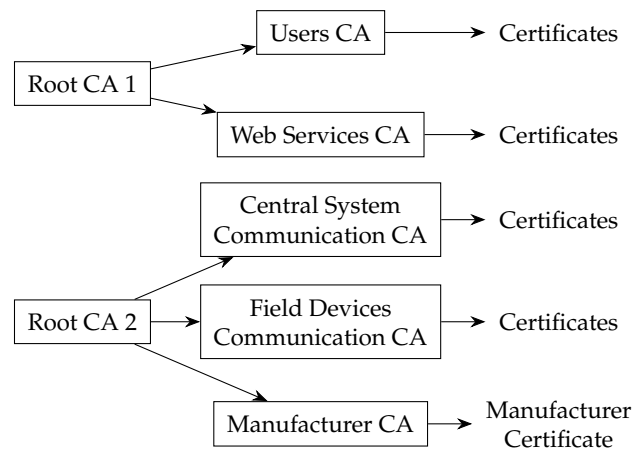 Users CA
Certificates
Root CA 1
Web Services CA
Certificates
Central System
Communication CA
Certificates
Root CA 2
Field Devices
Communication CA
Certificates
Manufacturer CA
Manufacturer
Certificate